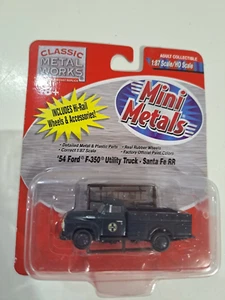 CLASSIC
METAL
WORKS
ADULT COLLECTIBLE
1:87 Scale/HO Scale
INCLUDES Hi-Rail
Wheels & Accessories!
Mini
Metals
• Detailed Metal & Plastic Parts
• Correct 1:87 Scale
• Real Rubber Wheels
• Factory Official Paint Colors
'54 Ford F-350 Utility Truck - Santa Fe RR